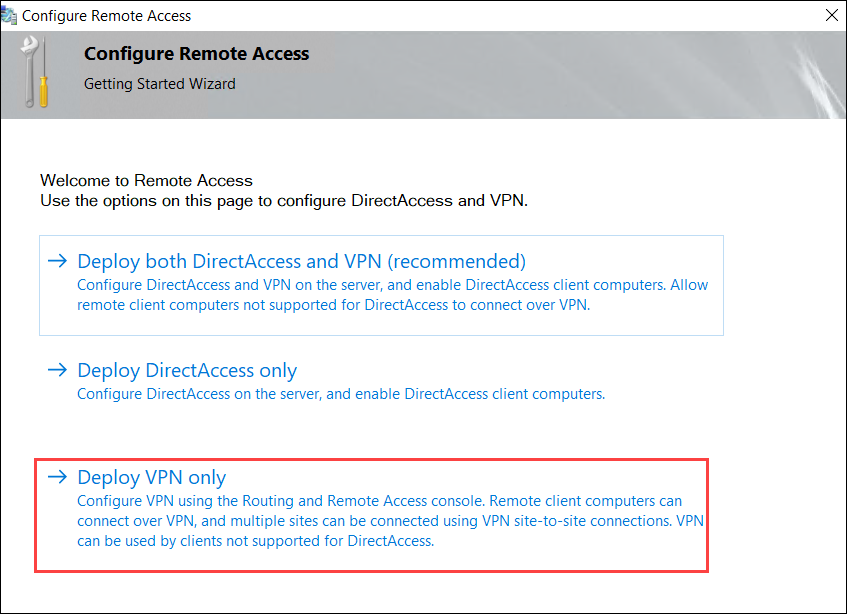 Configure Remote Access
Configure Remote Access
Getting Started Wizard
Welcome to Remote Access
Use the options on this page to configure DirectAccess and VPN.
Deploy both DirectAccess and VPN (recommended)
Configure DirectAccess and VPN on the server, and enable DirectAccess client computers. Allow
remote client computers not supported for DirectAccess to connect over VPN.
Deploy DirectAccess only
Configure DirectAccess on the server, and enable DirectAccess client computers.
Deploy VPN only
Configure VPN using the Routing and Remote Access console. Remote client computers can
connect over VPN, and multiple sites can be connected using VPN site-to-site connections. VPN
can be used by clients not supported for DirectAccess.